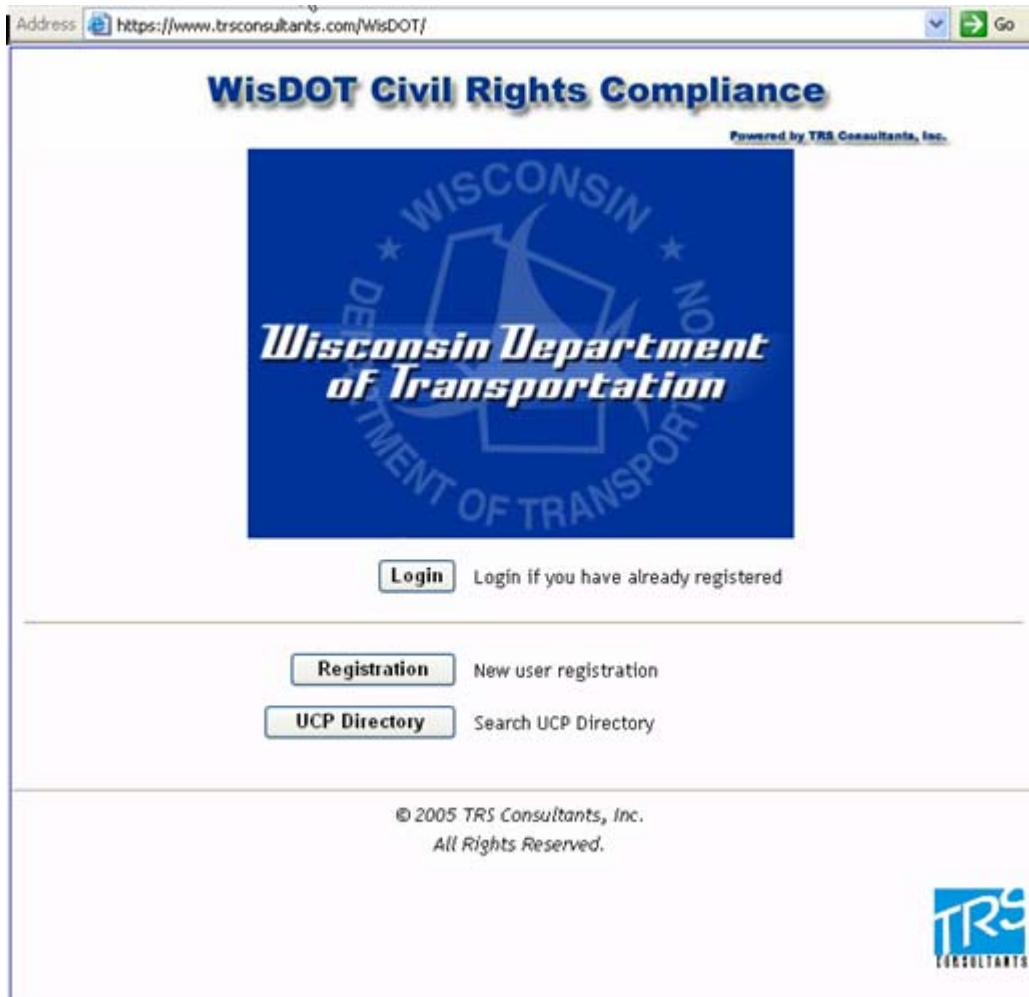 Address https://www.trsconsultants.com/WisDOT/ Go
WisDOT Civil Rights Compliance
Powered by TRS Consultants, Inc.
WISCONSIN
DEPARTMENT OF TRANSPORTATION
Wisconsin Department
of Transportation
Login Login if you have already registered
Registration New user registration
UCP Directory Search UCP Directory
© 2005 TRS Consultants, Inc.
All Rights Reserved.
TRS
CONSULTANTS